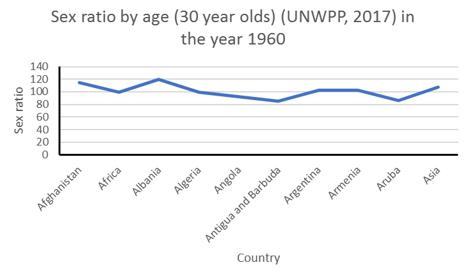 Sex ratio by age (30 year olds) (UNWPP, 2017) in
the year 1960
140
120
100
80
60
40
20
0
Sex ratio
Afghanistan
Africa
Albania
Algeria
Angola
Antigua and Barbuda
Argentina
Armenia
Aruba
Asia
Country